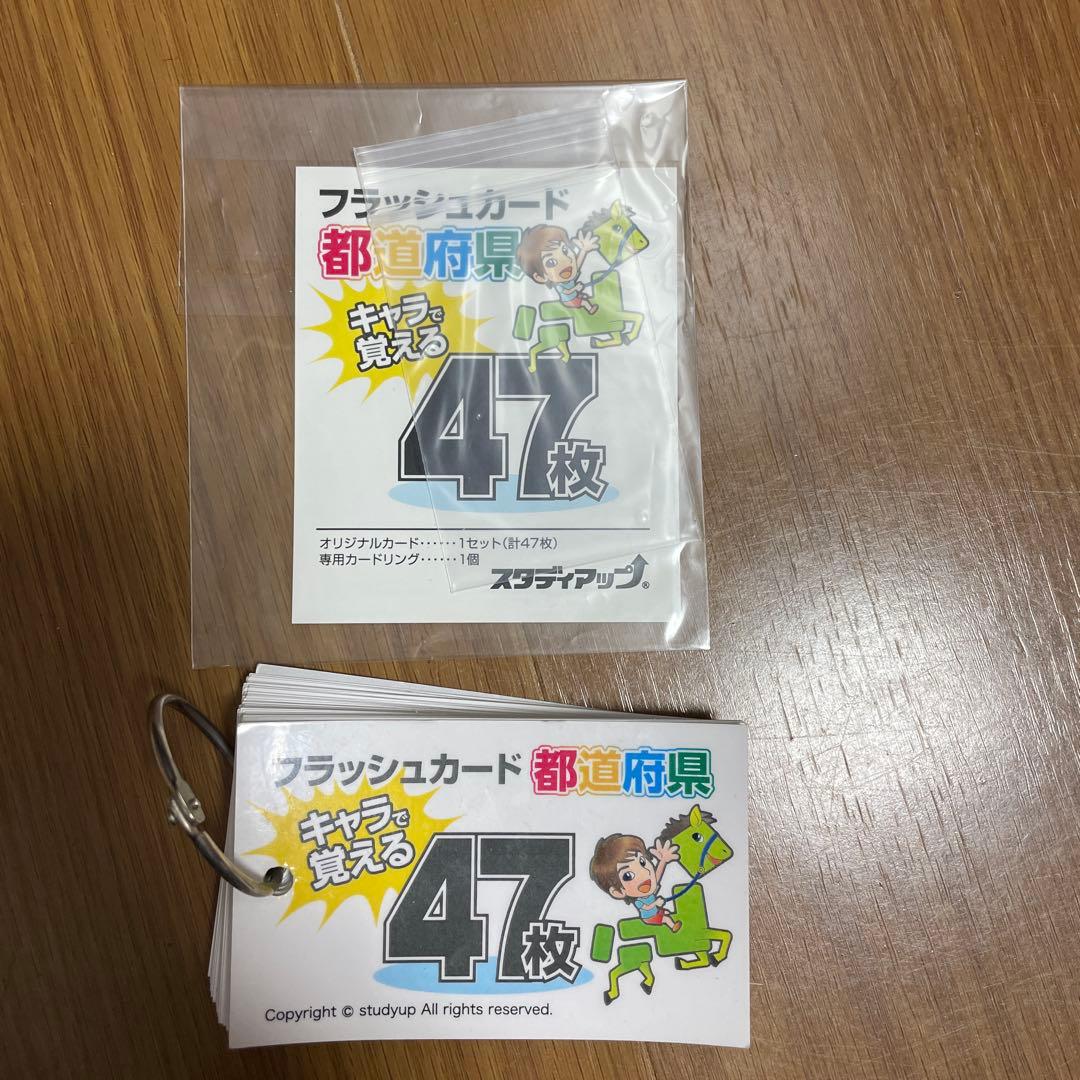 フラッシュカード
都道府県
キャラで
覚える
47枚
オリジナルカード‥‥‥1セット(計47枚)
専用カードリング‥‥‥1個
スタディアップ®
フラッシュカード 都道府県
キャラで
覚える
47枚
Copyright © studyup All rights reserved.